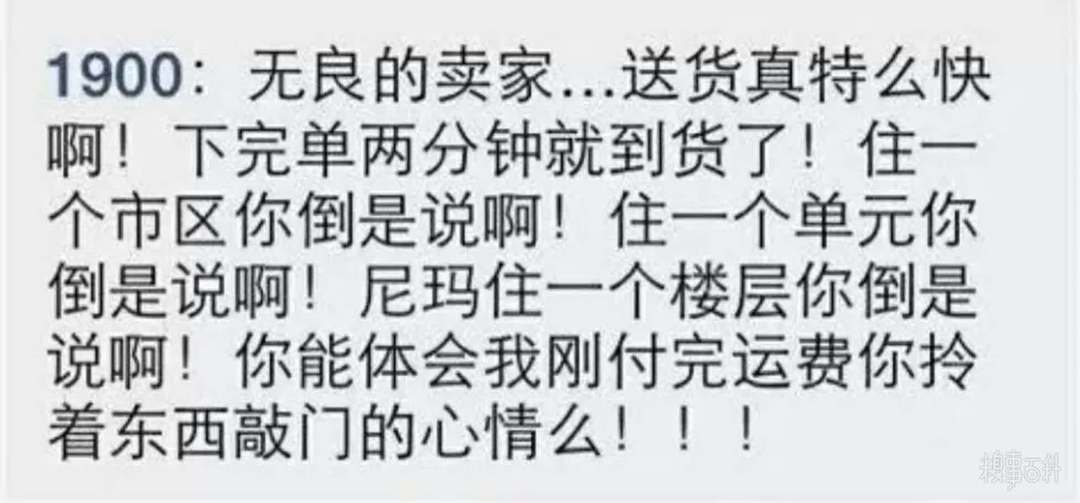 1900：无良的卖家...送货真特么快
啊！下完单两分钟就到货了！住一
个市区你倒是说啊！住一个单元你
倒是说啊！尼玛住一个楼层你倒是
说啊！你能体会我刚付完运费你拎
着东西敲门的心情么！！！
糗事百科